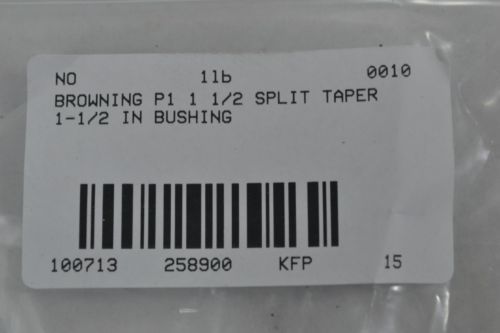 NO 1lb 0010
BROWNING P1 1 1/2 SPLIT TAPER
1-1/2 IN BUSHING
100713 258900 KFP 15